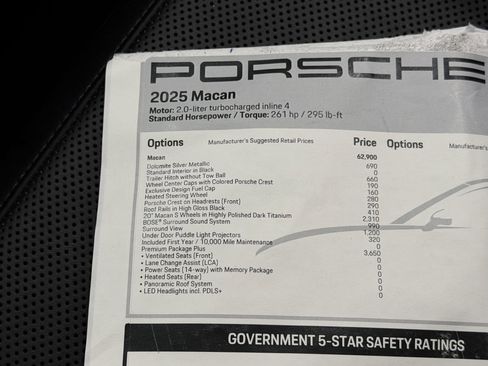 PORSCHE
2025 Macan
Motor: 2.0-liter turbocharged inline 4
Standard Horsepower / Torque: 261 hp / 295 lb-ft
Options Manufacturer's Suggested Retail Prices Price Options Manufacturer's
Macan 62,900
Dolomite Silver Metallic 690
Standard Interior in Black 0
Trailer Hitch without Tow Ball 660
Wheel Center Caps with Colored Porsche Crest 190
Exclusive Design Fuel Cap 160
Heated Steering Wheel 280
Porsche Crest on Headrests (Front) 290
Roof Rails in High Gloss Black 410
20" Macan S Wheels in Highly Polished Dark Titanium 2,310
BOSE® Surround Sound System 990
Surround View 1,200
Under Door Puddle Light Projectors 320
Included First Year / 10,000 Mile Maintenance 0
Premium Package Plus 3,650
• Ventilated Seats (Front) 0
• Lane Change Assist (LCA) 0
• Power Seats (14-way) with Memory Package 0
• Heated Seats (Rear) 0
• Panoramic Roof System 0
• LED Headlights incl. PDLS+ 0
GOVERNMENT 5-STAR SAFETY RATINGS